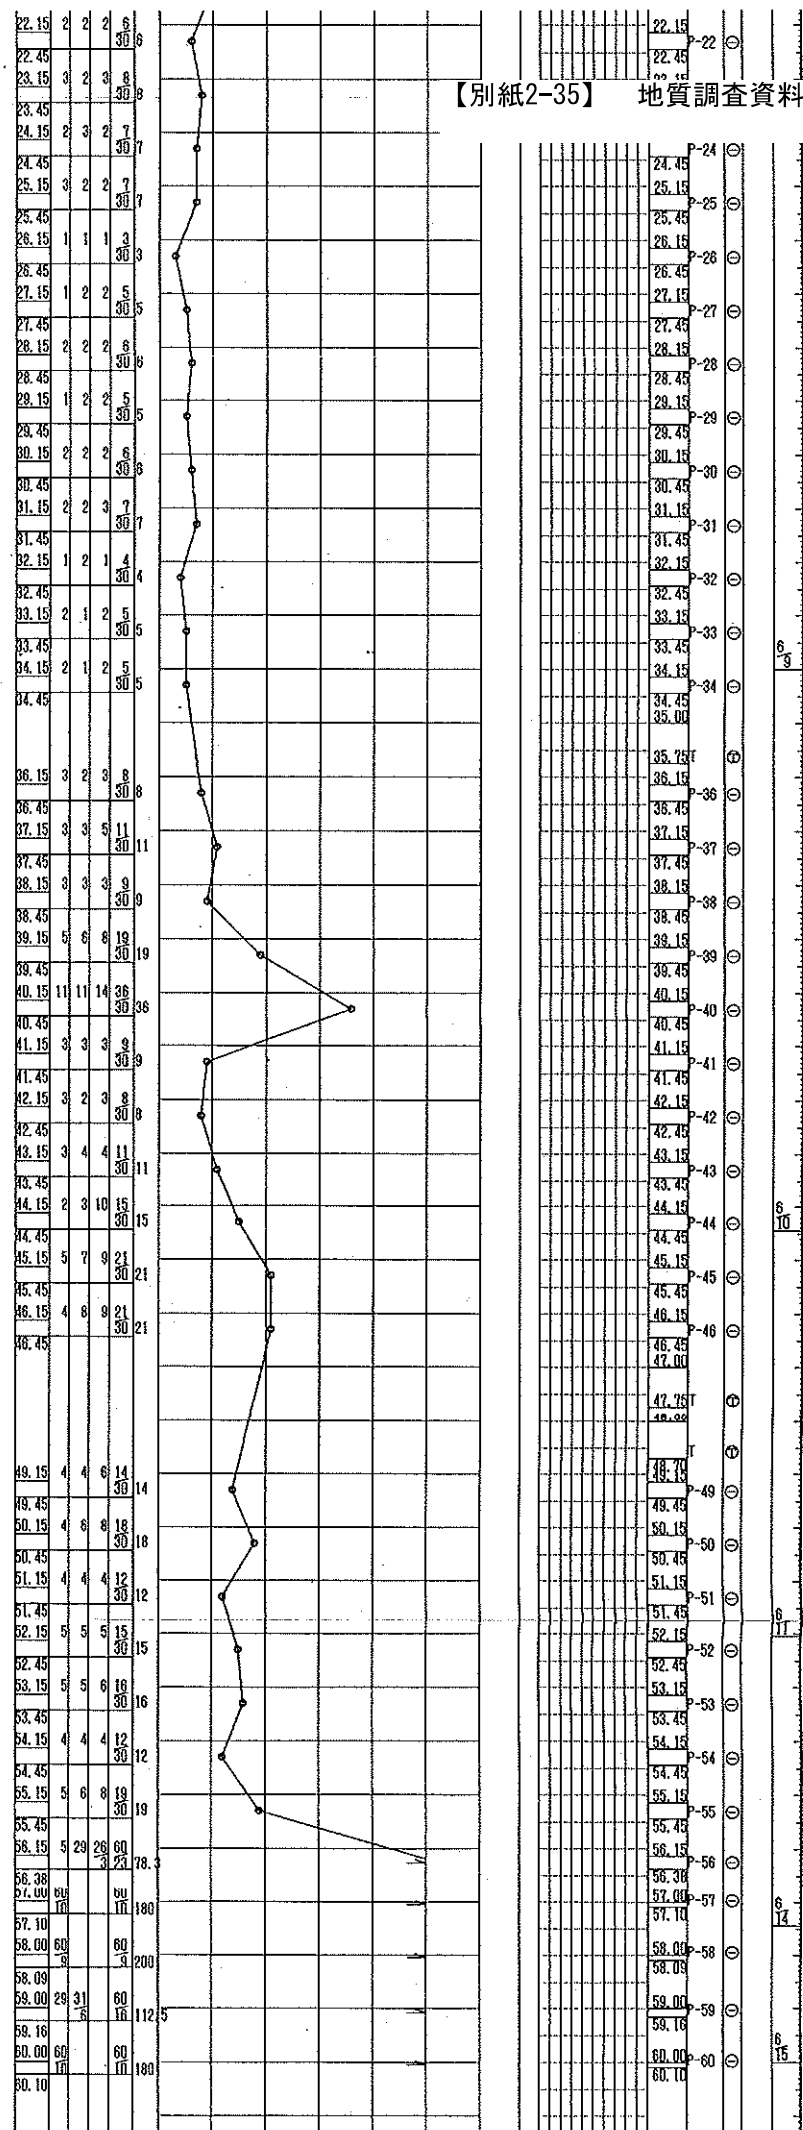 【別紙2-35】 地質調査資料
22.15 2 2 2 6/30 6 22.15 P-22
22.45 22.45
23.15 3 2 3 8/30 8
23.45
24.15 2 3 2 7/30 7 P-24
24.45 24.45
25.15 3 2 2 7/30 7 25.15 P-25
25.45 25.45
26.15 1 1 1 3/30 3 26.15 P-26
26.45 26.45
27.15 1 2 2 5/30 5 27.15 P-27
27.45 27.45
28.15 2 2 2 6/30 6 28.15 P-28
28.45 28.45
29.15 1 2 2 5/30 5 29.15 P-29
29.45 29.45
30.15 2 2 2 6/30 6 30.15 P-30
30.45 30.45
31.15 2 2 3 7/30 7 31.15 P-31
31.45 31.45
32.15 1 2 1 4/30 4 32.15 P-32
32.45 32.45
33.15 2 1 2 5/30 5 33.15 P-33
33.45 33.45 6/9
34.15 2 1 2 5/30 5 34.15 P-34
34.45 34.45
35.00
35.75 T
36.15 3 2 3 8/30 8 36.15 P-36
36.45 36.45
37.15 3 3 5 11/30 11 37.15 P-37
37.45 37.45
38.15 3 3 3 9/30 9 38.15 P-38
38.45 38.45
39.15 5 6 8 19/30 19 39.15 P-39
39.45 39.45
40.15 11 11 14 36/30 36 40.15 P-40
40.45 40.45
41.15 3 3 3 9/30 9 41.15 P-41
41.45 41.45
42.15 3 2 3 8/30 8 42.15 P-42
42.45 42.45
43.15 3 4 4 11/30 11 43.15 P-43
43.45 43.45
44.15 2 3 10 15/30 15 44.15 P-44 6/10
44.45 44.45
45.15 5 7 9 21/30 21 45.15 P-45
45.45 45.45
46.15 4 8 9 21/30 21 46.15 P-46
46.45 46.45
47.00
47.75 T
T
48.70
49.15 4 4 6 14/30 14 49.15 P-49
49.45 49.45
50.15 4 6 8 18/30 18 50.15 P-50
50.45 50.45
51.15 4 4 4 12/30 12 51.15 P-51
51.45 51.45 6/11
52.15 5 5 5 15/30 15 52.15 P-52
52.45 52.45
53.15 5 5 6 16/30 16 53.15 P-53
53.45 53.45
54.15 4 4 4 12/30 12 54.15 P-54
54.45 54.45
55.15 5 6 8 19/30 19 55.15 P-55
55.45 55.45
56.15 5 29 26/3 60/23 78.3 56.15 P-56
56.38 56.38
57.00 60/10 60/10 180 57.00 P-57 6/14
57.10 57.10
58.00 60/9 60/9 200 58.00 P-58
58.09 58.09
59.00 29 31/6 60/16 112.5 59.00 P-59
59.16 59.16
60.00 60/10 60/10 180 60.00 P-60 6/15
60.10 60.10